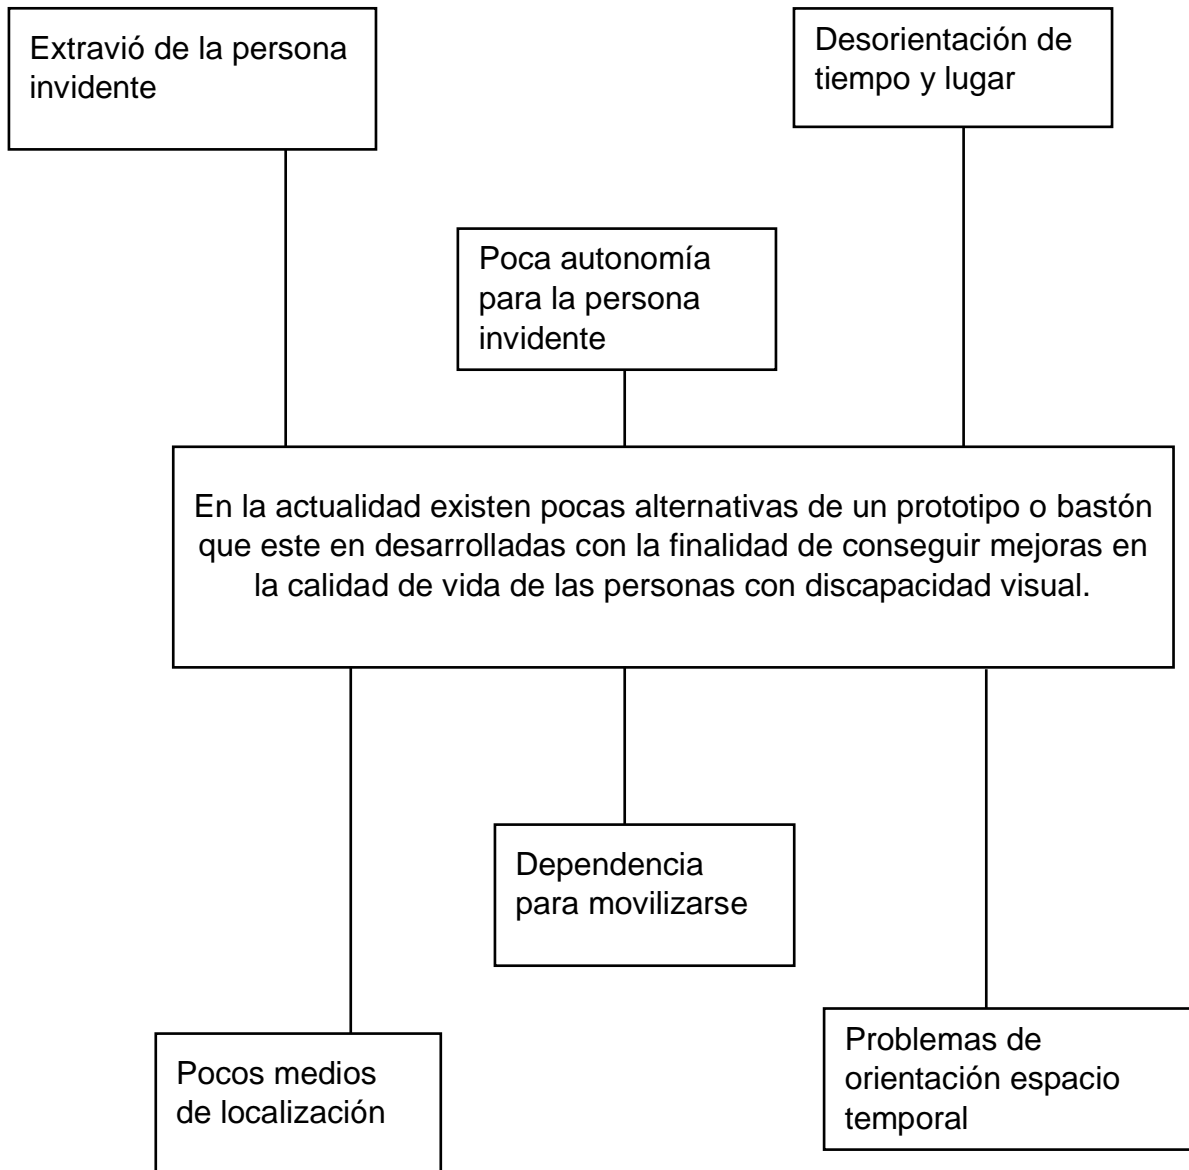 Extravió de la persona
invidente
Desorientación de
tiempo y lugar
Poca autonomía
para la persona
invidente
En la actualidad existen pocas alternativas de un prototipo o bastón
que este en desarrolladas con la finalidad de conseguir mejoras en
la calidad de vida de las personas con discapacidad visual.
Dependencia
para movilizarse
Pocos medios
de localización
Problemas de
orientación espacio
temporal